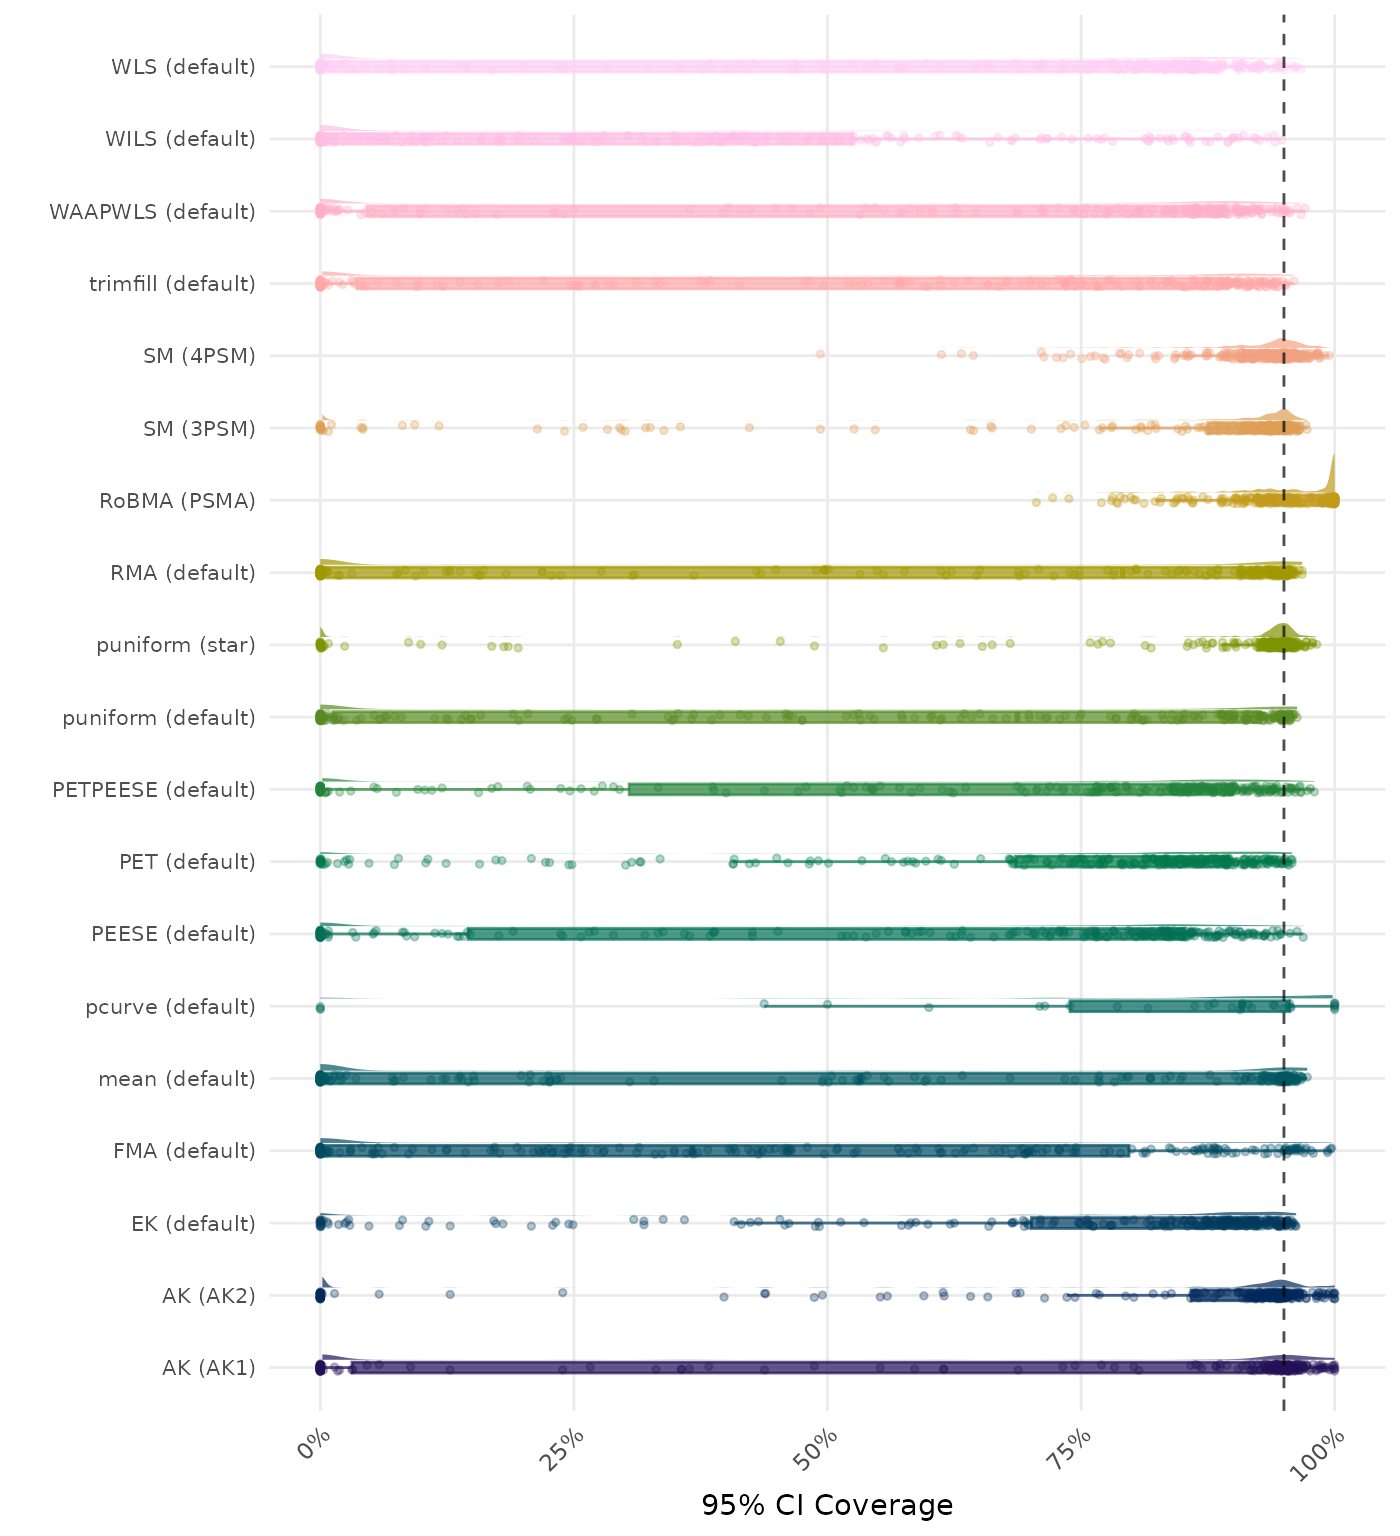 WLS (default)
WILS (default)
WAAPWLS (default)
trimfill (default)
SM (4PSM)
SM (3PSM)
RoBMA (PSMA)
RMA (default)
puniform (star)
puniform (default)
PETPEESE (default)
PET (default)
PEESE (default)
pcurve (default)
mean (default)
FMA (default)
EK (default)
AK (AK2)
AK (AK1)
0% 25% 50% 75% 100%
95% CI Coverage